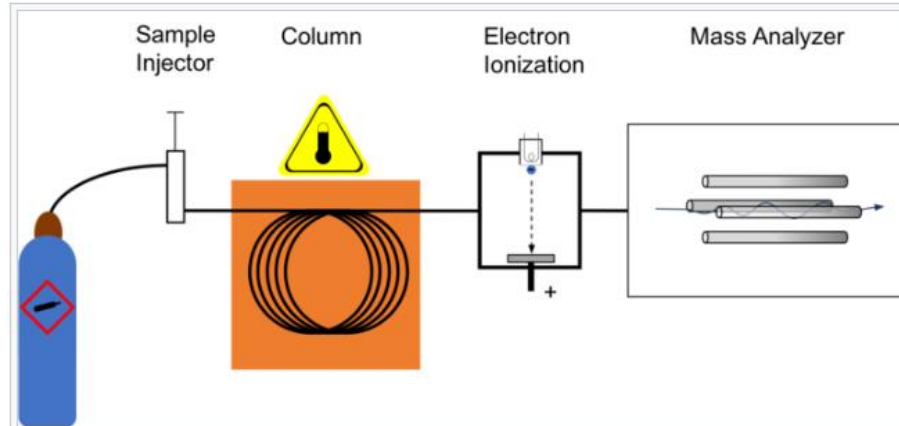 Sample
Injector
Column
Electron
Ionization
Mass Analyzer
+